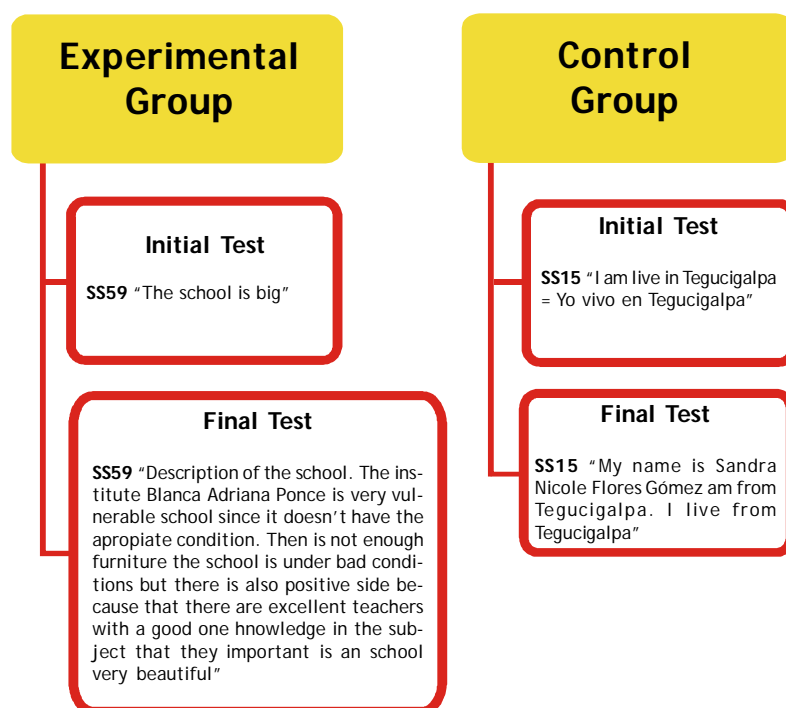 Experimental
Group
Initial Test
SS59 “The school is big”
Final Test
SS59 “Description of the school. The ins-
titute Blanca Adriana Ponce is very vul-
nerable school since it doesn’t have the
apropiate condition. Then is not enough
furniture the school is under bad condi-
tions but there is also positive side be-
cause that there are excellent teachers
with a good one hnowledge in the sub-
ject that they important is an school
very beautiful”
Control
Group
Initial Test
SS15 “I am live in Tegucigalpa
= Yo vivo en Tegucigalpa”
Final Test
SS15 “My name is Sandra
Nicole Flores Gómez am from
Tegucigalpa. I live from
Tegucigalpa”